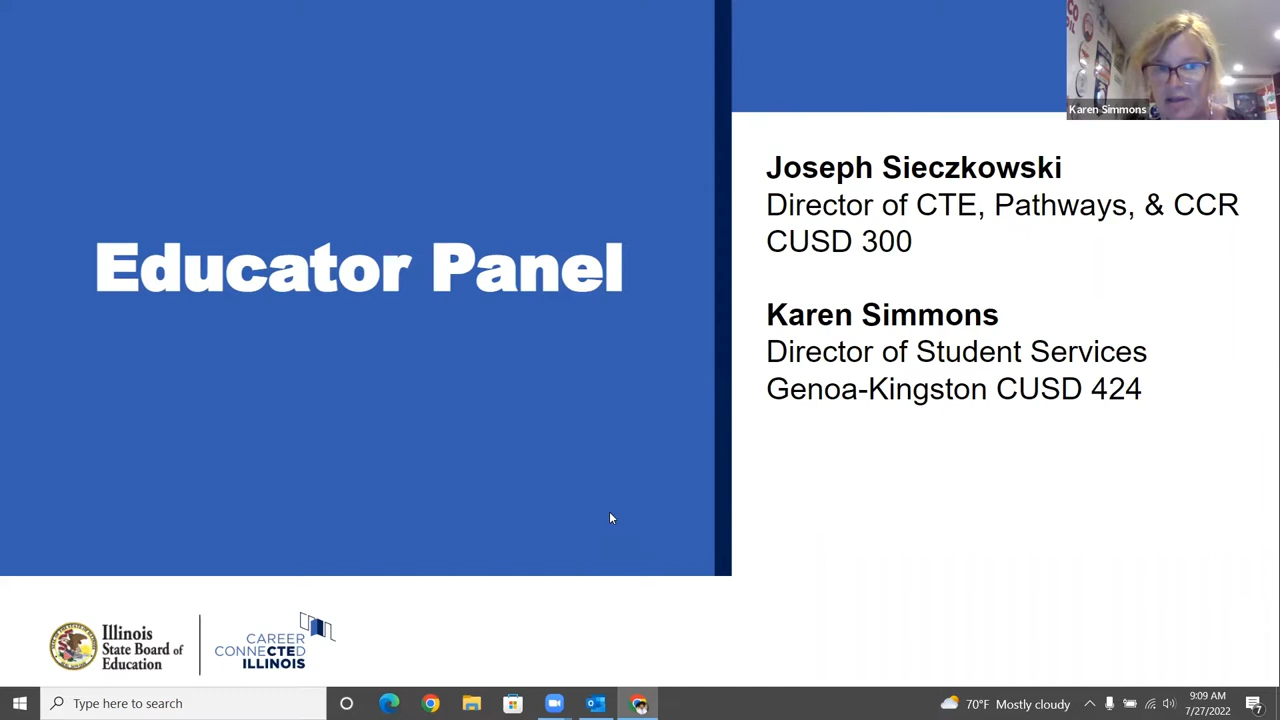 Karen Simmons
Educator Panel
Joseph Sieczkowski
Director of CTE, Pathways, & CCR
CUSD 300
Karen Simmons
Director of Student Services
Genoa-Kingston CUSD 424
Illinois
State Board of
Education
CAREER
CONNECTED
ILLINOIS
Type here to search
70°F Mostly cloudy
9:09 AM
7/27/2022
7